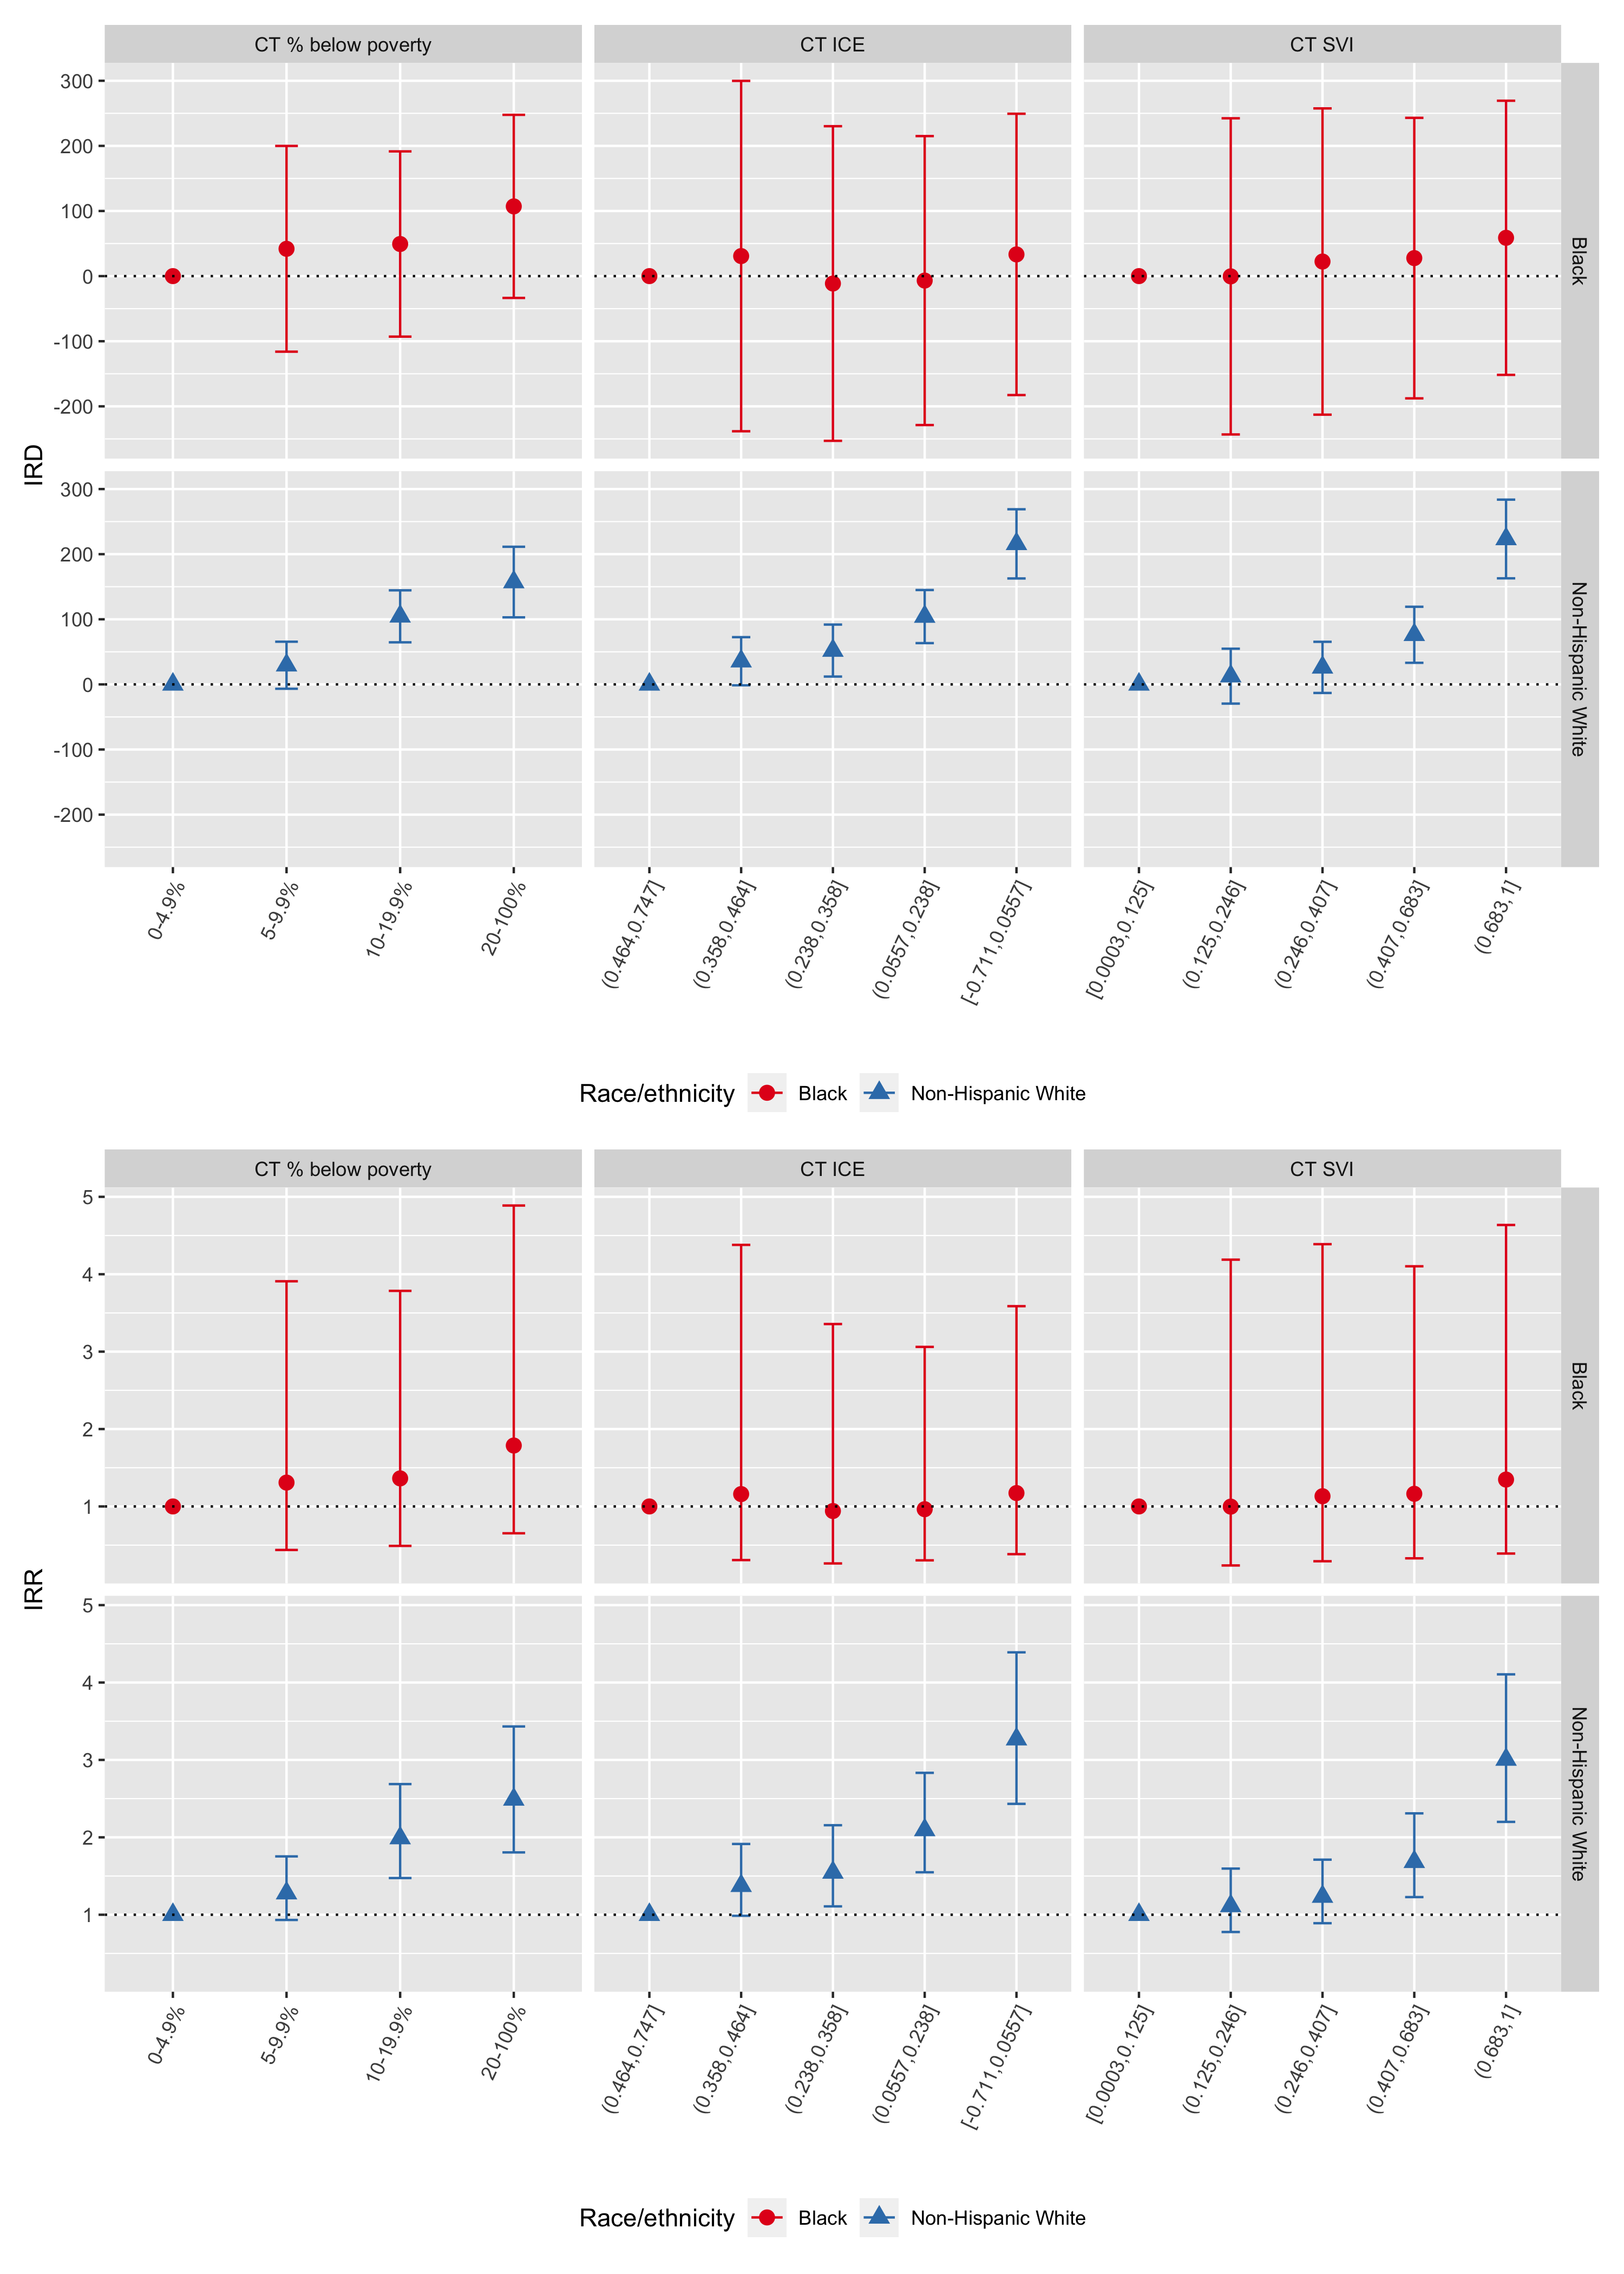 CT % below poverty CT ICE CT SVI
300
200
100
0
-100
-200
Black
300
200
100
0
-100
-200
Non-Hispanic White
IRD
0-4.9% 5-9.9% 10-19.9% 20-100% (0.464,0.747] (0.358,0.464] (0.238,0.358] (0.0557,0.238] [-0.711,0.0557] [0.0003,0.125] (0.125,0.246] (0.246,0.407] (0.407,0.683] (0.683,1]
Race/ethnicity Black Non-Hispanic White
CT % below poverty CT ICE CT SVI
5
4
3
2
1
Black
5
4
3
2
1
Non-Hispanic White
IRR
0-4.9% 5-9.9% 10-19.9% 20-100% (0.464,0.747] (0.358,0.464] (0.238,0.358] (0.0557,0.238] [-0.711,0.0557] [0.0003,0.125] (0.125,0.246] (0.246,0.407] (0.407,0.683] (0.683,1]
Race/ethnicity Black Non-Hispanic White